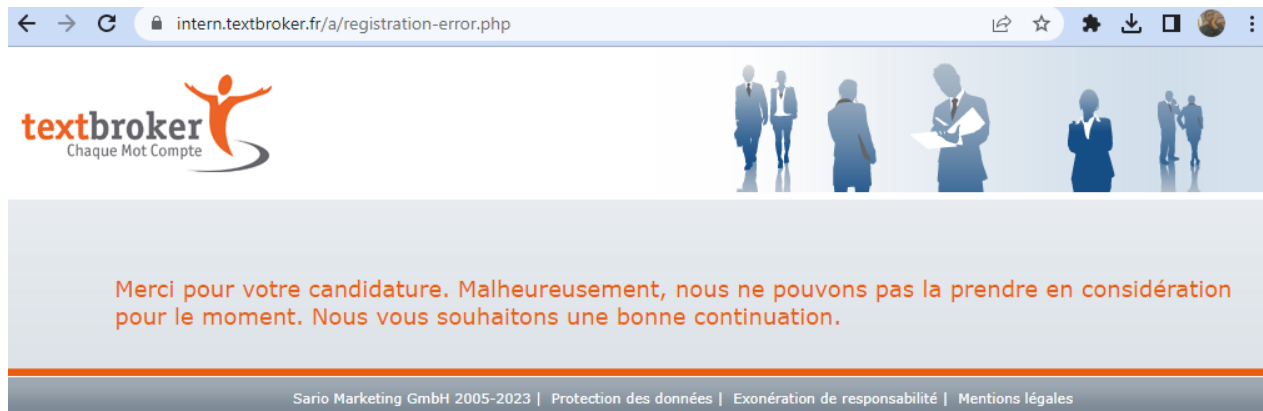 intern.textbroker.fr/a/registration-error.php
textbroker
Chaque Mot Compte
Merci pour votre candidature. Malheureusement, nous ne pouvons pas la prendre en considération
pour le moment. Nous vous souhaitons une bonne continuation.
Sario Marketing GmbH 2005-2023 | Protection des données | Exonération de responsabilité | Mentions légales